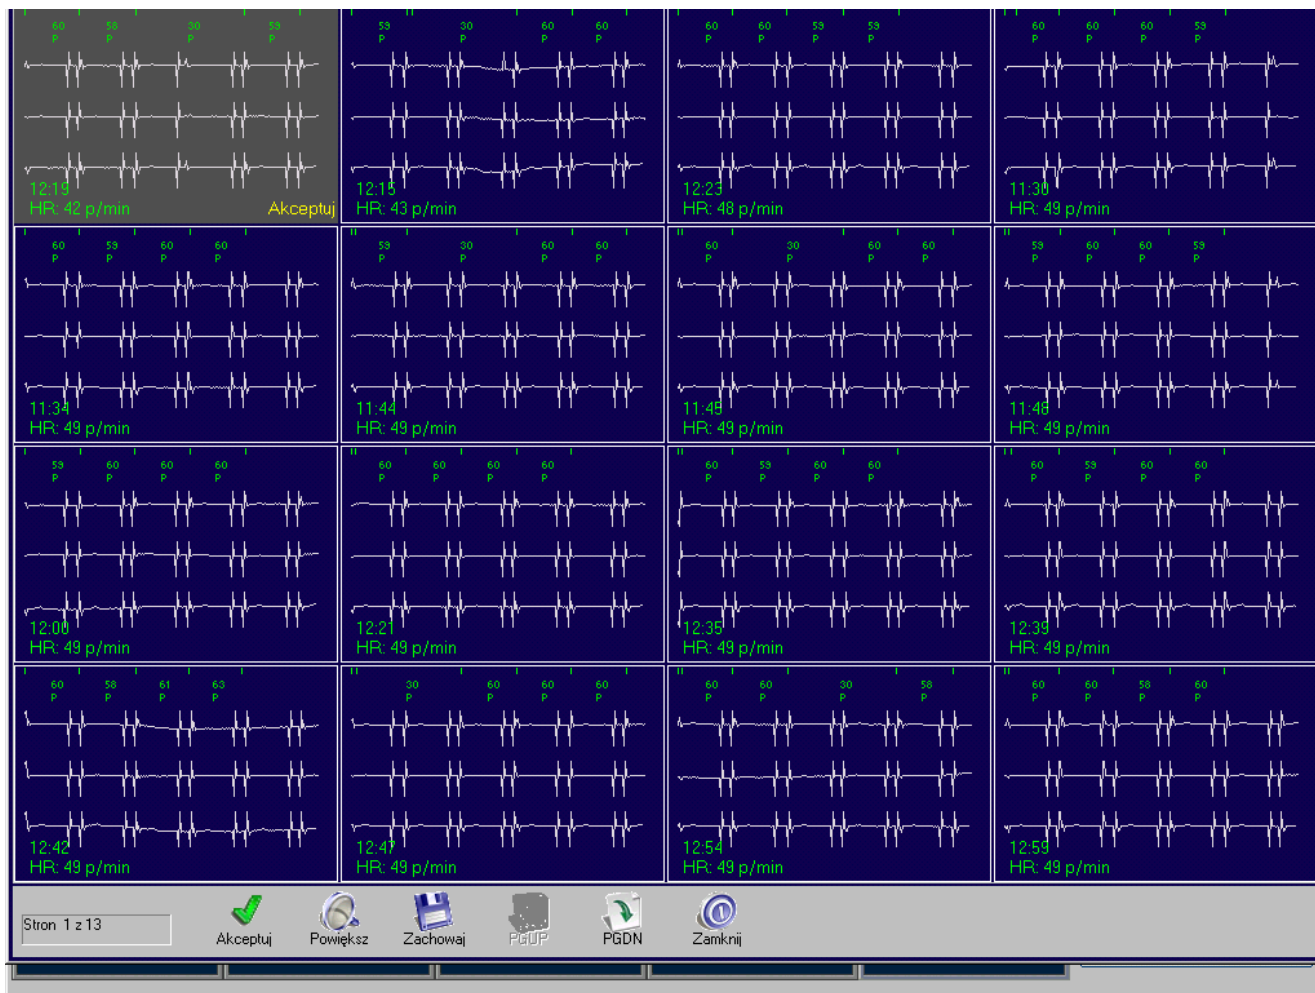 60 58 30 59
P P P P
12:19
HR: 42 p/min Akceptuj
59 30 60 60
P P P P
12:15
HR: 43 p/min
60 60 59 59
P P P P
12:23
HR: 48 p/min
60 60 60 59
P P P P
11:30
HR: 49 p/min
60 59 60 60
P P P P
11:34
HR: 49 p/min
59 30 60 60
P P P P
11:44
HR: 49 p/min
60 30 60 60
P P P P
11:45
HR: 49 p/min
59 60 60 59
P P P P
11:48
HR: 49 p/min
59 60 60 60
P P P P
12:00
HR: 49 p/min
60 60 60 60
P P P P
12:21
HR: 49 p/min
60 59 60 60
P P P P
12:35
HR: 49 p/min
60 59 60 60
P P P P
12:39
HR: 49 p/min
60 58 61 63
P P P P
12:42
HR: 49 p/min
30 60 60 60
P P P P
12:47
HR: 49 p/min
60 60 30 58
P P P P
12:54
HR: 49 p/min
60 60 58 60
P P P P
12:59
HR: 49 p/min
Stron 1 z 13
Akceptuj Powiększ Zachowaj PGUP PGDN Zamknij